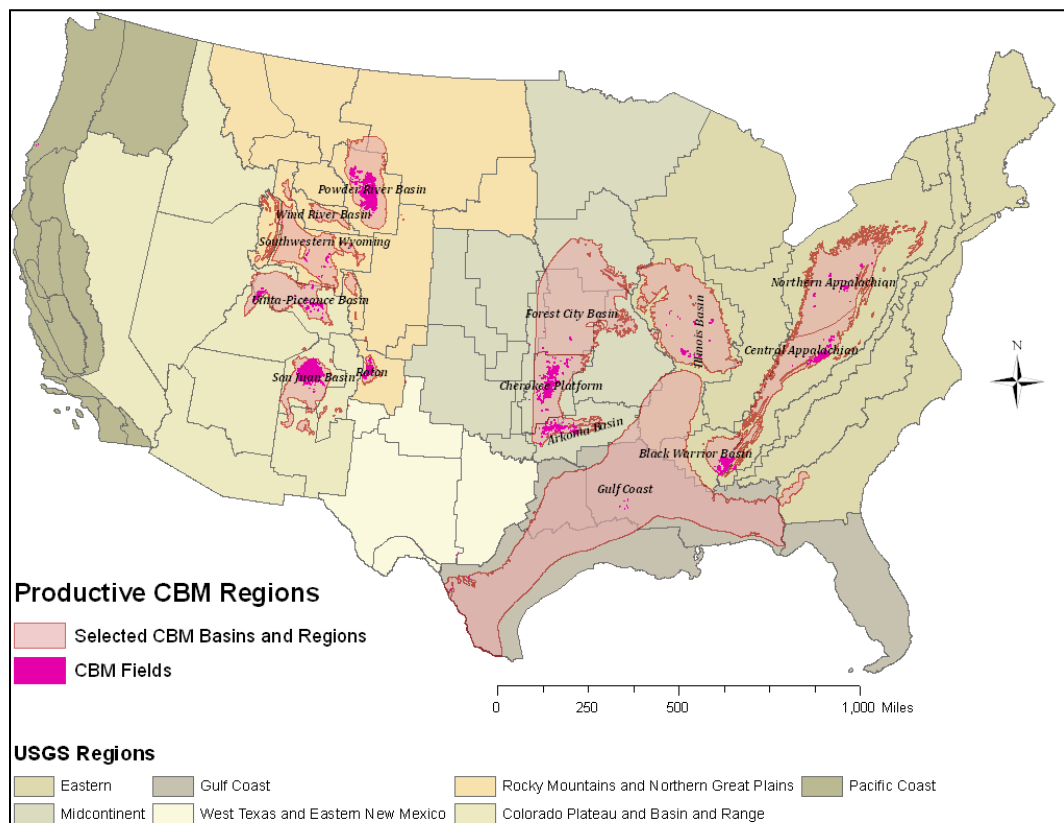 Powder River Basin
Wind River Basin
Southwestern Wyoming
Uinta-Piceance Basin
San Juan Basin
Raton
Forest City Basin
Cherokee Platform
Arkoma Basin
Illinois Basin
Northern Appalachian
Central Appalachian
Black Warrior Basin
Gulf Coast
N
Productive CBM Regions
Selected CBM Basins and Regions
CBM Fields
0 250 500 1,000 Miles
USGS Regions
Eastern
Gulf Coast
Rocky Mountains and Northern Great Plains
Pacific Coast
Midcontinent
West Texas and Eastern New Mexico
Colorado Plateau and Basin and Range